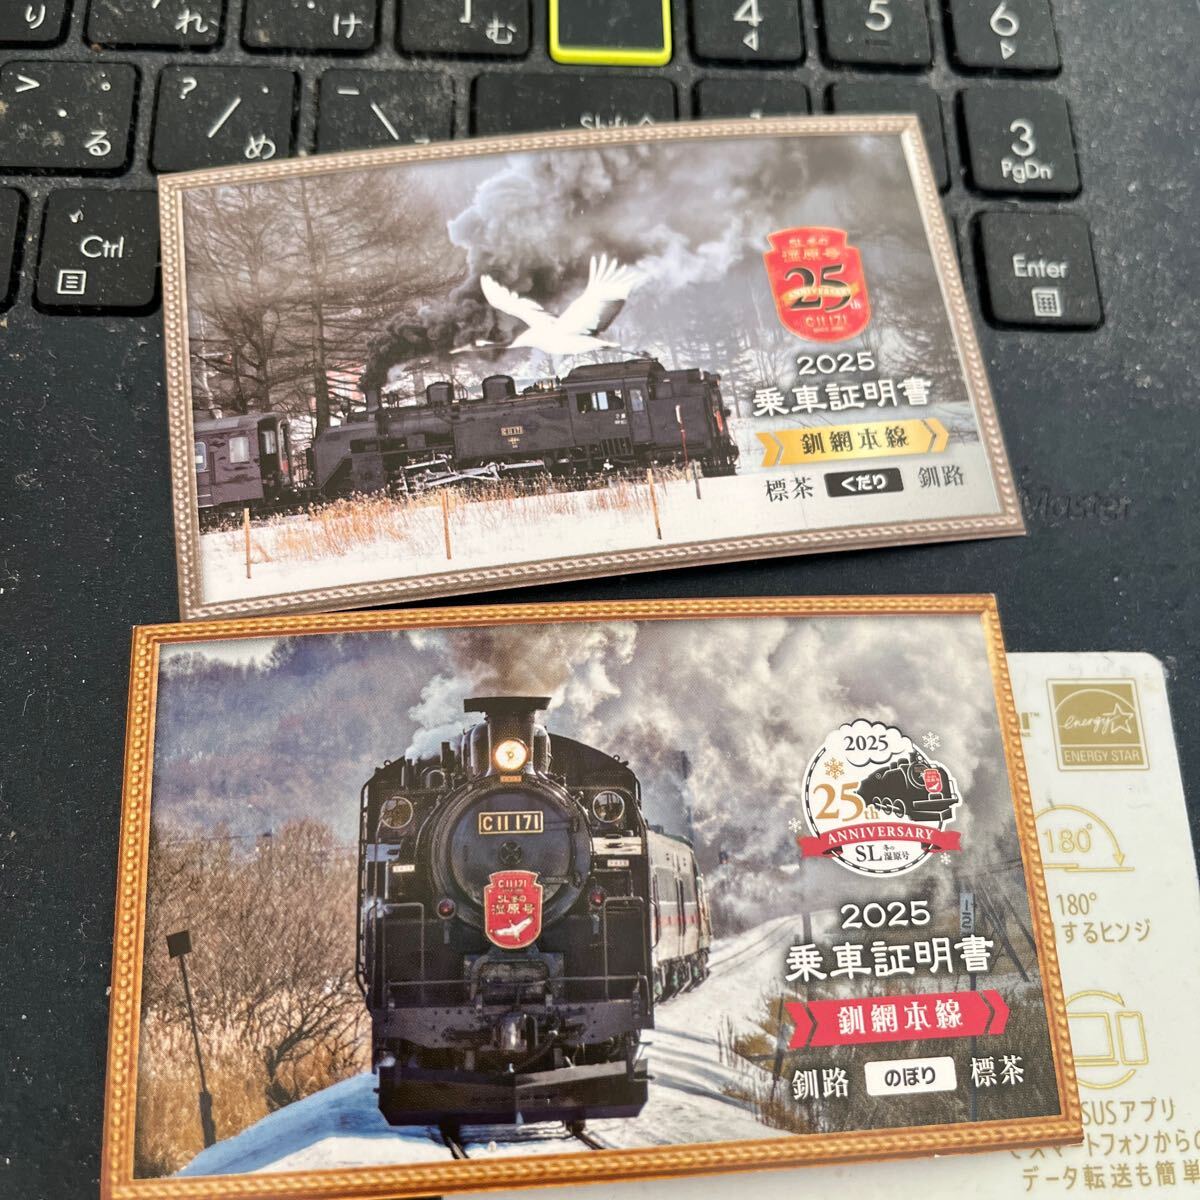 り
れ
け
]
む
4
5
6
>
。
る
?
・
め
Shift
3
PgDn
Ctrl
Enter
SL冬の
湿原号
25th
ANNIVERSARY
C11 171
2025
乗車証明書
釧網本線
標茶 くだり 釧路
C11 171
Master
2025
25th
ANNIVERSARY
SL冬の湿原号
2025
乗車証明書
釧網本線
釧路 のぼり 標茶
C11 171
C11 171
SL冬の
湿原号
energy
ENERGY STAR
180°
180°
するヒンジ
SUSアプリ
スマートフォンから
データ転送も簡単